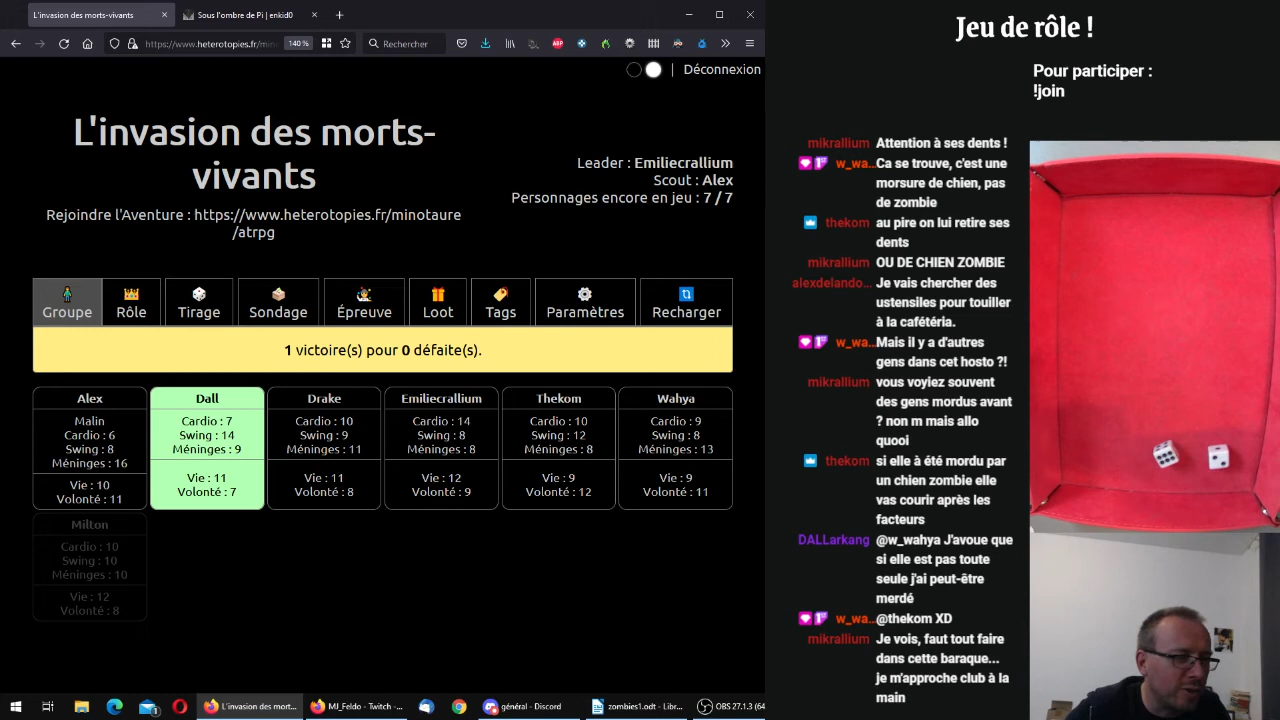 L'invasion des morts-vivants
Sous l'ombre de Pi | enkid0
https://www.heterotopies.fr/mino
140 %
Rechercher
Déconnexion
L'invasion des morts-
vivants
Rejoindre l'Aventure : https://www.heterotopies.fr/minotaure
/atrpg
Leader : Emiliecrallium
Scout : Alex
Personnages encore en jeu : 7 / 7
Groupe
Rôle
Tirage
Sondage
Épreuve
Loot
Tags
Paramètres
Recharger
1 victoire(s) pour 0 défaite(s).
Alex
Malin
Cardio : 6
Swing : 8
Méninges : 16
Vie : 10
Volonté : 11
Dall
Cardio : 7
Swing : 14
Méninges : 9
Vie : 11
Volonté : 7
Drake
Cardio : 10
Swing : 9
Méninges : 11
Vie : 11
Volonté : 8
Emiliecrallium
Cardio : 14
Swing : 8
Méninges : 8
Vie : 12
Volonté : 9
Thekom
Cardio : 10
Swing : 12
Méninges : 8
Vie : 9
Volonté : 12
Wahya
Cardio : 9
Swing : 8
Méninges : 13
Vie : 9
Volonté : 11
Milton
Cardio : 10
Swing : 10
Méninges : 10
Vie : 12
Volonté : 8
L'invasion des mort...
MJ_Feldo - Twitch -...
général - Discord
zombies1.odt - Libr...
OBS 27.1.3 (64
Jeu de rôle !
Pour participer :
!join
mikrallium Attention à ses dents !
w_wa... Ca se trouve, c'est une
morsure de chien, pas
de zombie
thekom au pire on lui retire ses
dents
mikrallium OU DE CHIEN ZOMBIE
alexdelando... Je vais chercher des
ustensiles pour touiller
à la cafétéria.
w_wa... Mais il y a d'autres
gens dans cet hosto ?!
mikrallium vous voyiez souvent
des gens mordus avant
? non m mais allo
quooi
thekom si elle à été mordu par
un chien zombie elle
vas courir après les
facteurs
DALLarkang @w_wahya J'avoue que
si elle est pas toute
seule j'ai peut-être
merdé
w_wa... @thekom XD
mikrallium Je vois, faut tout faire
dans cette baraque...
je m'approche club à la
main